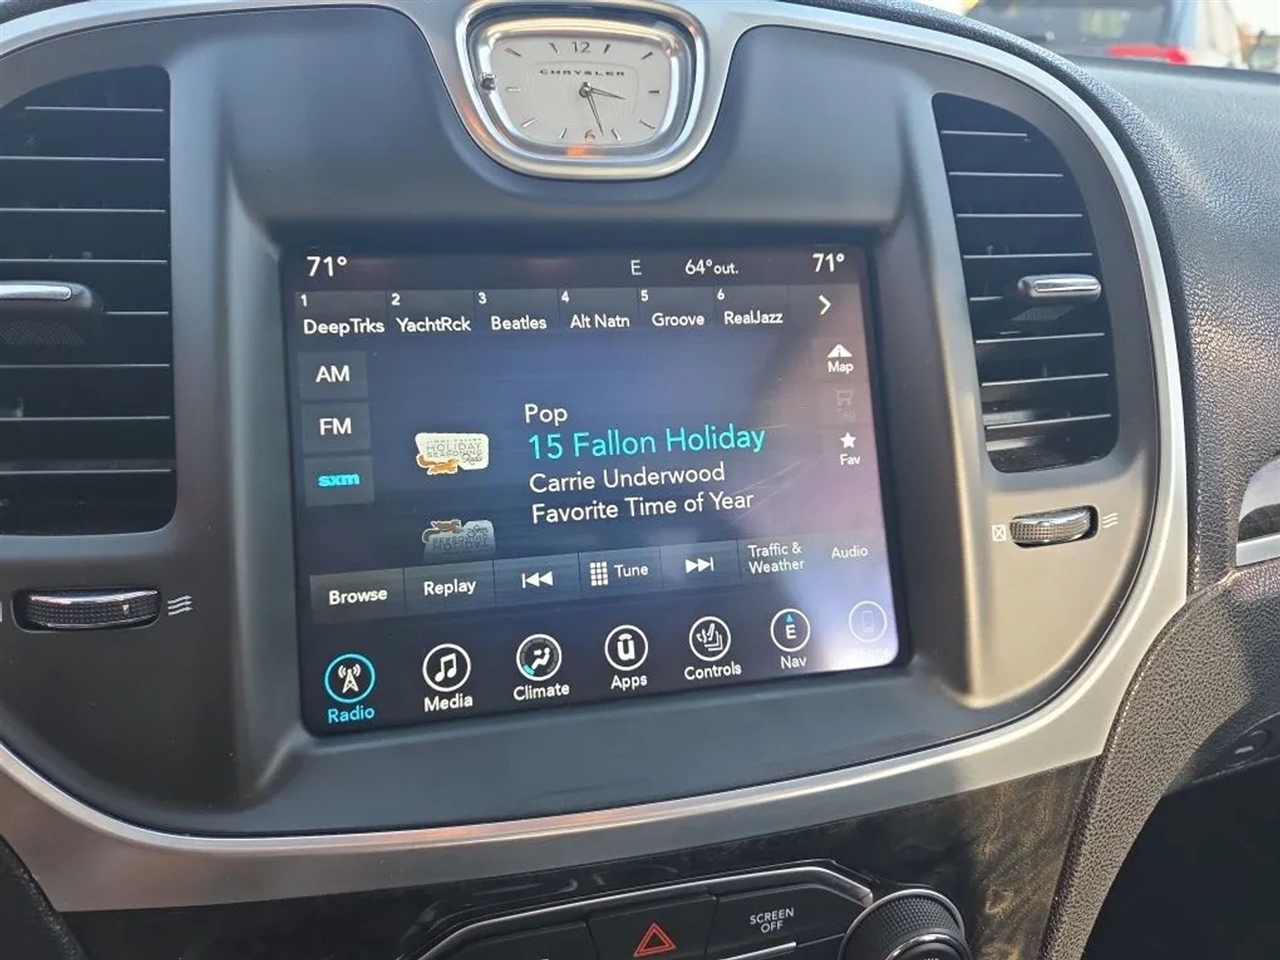 12
CHRYSLER
6
71°
E
64° out.
71°
1 DeepTrks
2 YachtRck
3 Beatles
4 Alt Natn
5 Groove
6 RealJazz
AM
FM
sxm
Map
Fav
HOLIDAY
SEASONING
Pop
15 Fallon Holiday
Carrie Underwood
Favorite Time of Year
Browse
Replay
Tune
Traffic &
Weather
Audio
Radio
Media
Climate
Apps
Controls
E
Nav
SCREEN
OFF